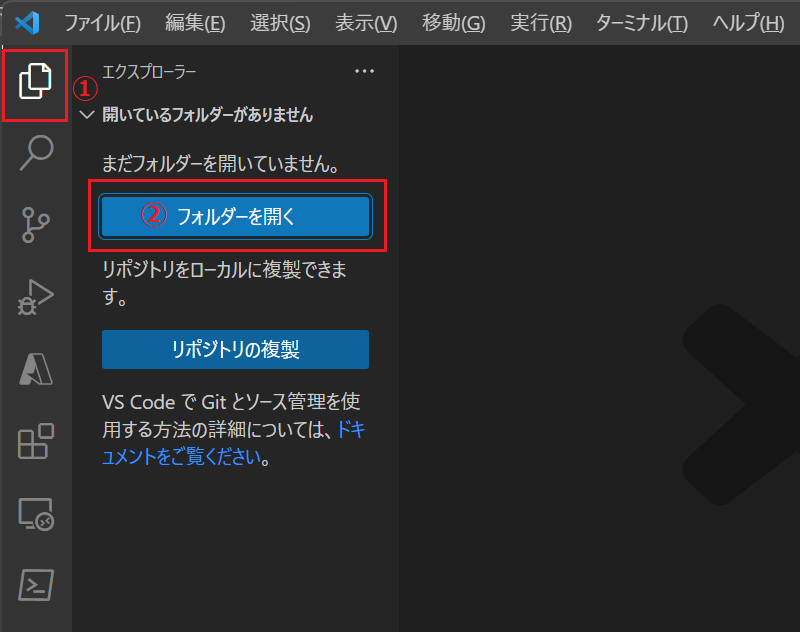 ファイル(F) 編集(E) 選択(S) 表示(V) 移動(G) 実行(R) ターミナル(T) ヘルプ(H)
エクスプローラー ...
①
開いているフォルダーがありません
まだフォルダーを開いていません。
② フォルダーを開く
リポジトリをローカルに複製できま
す。
リポジトリの複製
VS Code で Git とソース管理を使
用する方法の詳細については、ドキ
ュメントをご覧ください。